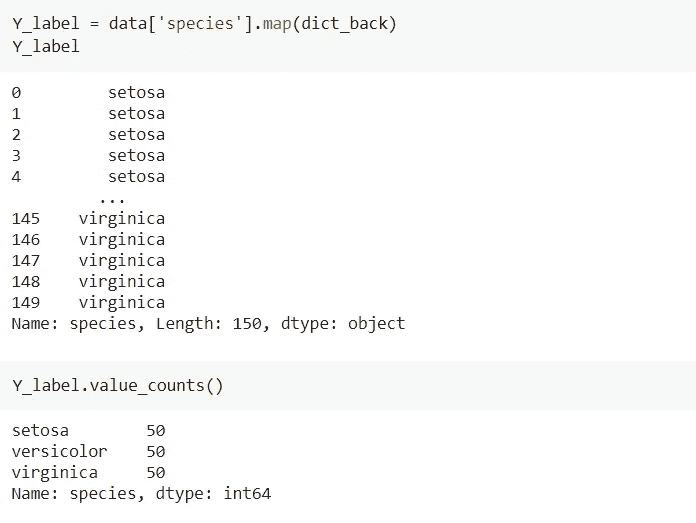 Y_label = data['species'].map(dict_back)
Y_label
0 setosa
1 setosa
2 setosa
3 setosa
4 setosa
...
145 virginica
146 virginica
147 virginica
148 virginica
149 virginica
Name: species, Length: 150, dtype: object
Y_label.value_counts()
setosa 50
versicolor 50
virginica 50
Name: species, dtype: int64